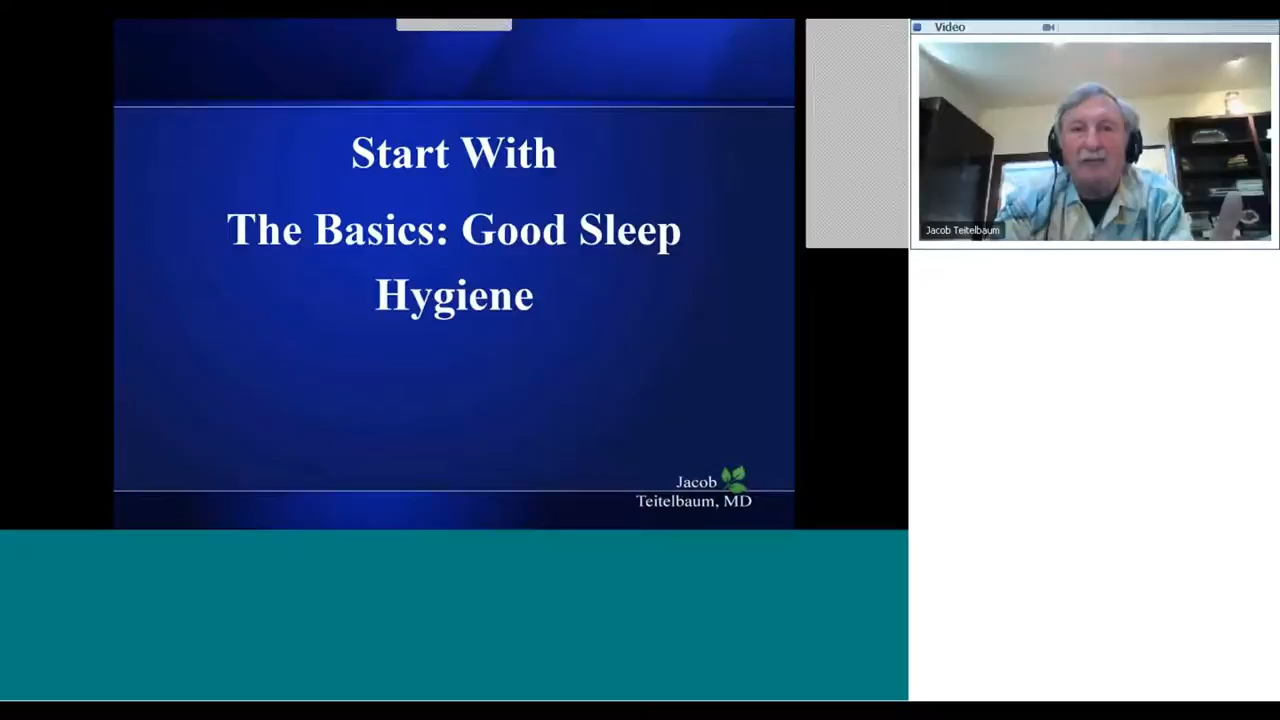 Start With
The Basics: Good Sleep
Hygiene
Jacob
Teitelbaum, MD
Video
Jacob Teitelbaum